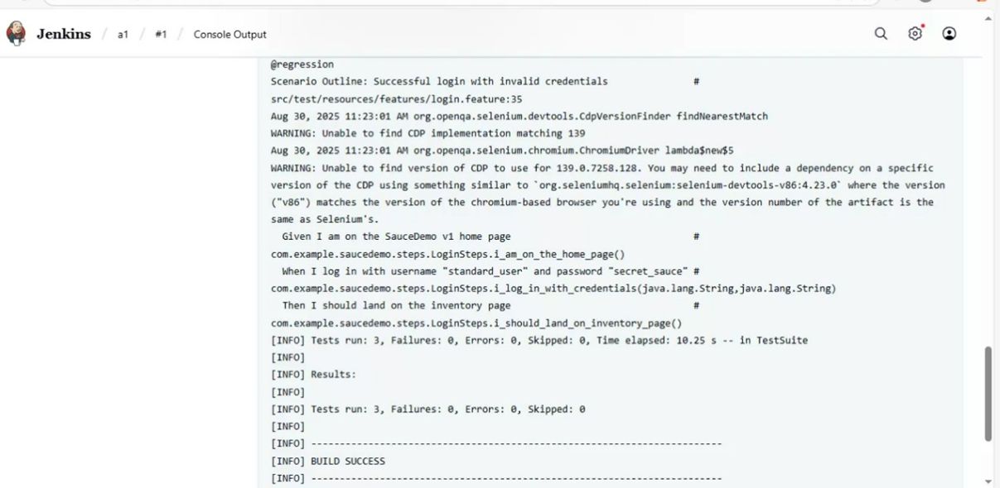 Jenkins / a1 / #1 / Console Output
@regression
Scenario Outline: Successful login with invalid credentials #
src/test/resources/features/login.feature:35
Aug 30, 2025 11:23:01 AM org.openqa.selenium.devtools.CdpVersionFinder findNearestMatch
WARNING: Unable to find CDP implementation matching 139
Aug 30, 2025 11:23:01 AM org.openqa.selenium.chromium.ChromiumDriver lambda$new$5
WARNING: Unable to find version of CDP to use for 139.0.7258.128. You may need to include a dependency on a specific
version of the CDP using something similar to `org.seleniumhq.selenium:selenium-devtools-v86:4.23.0` where the version
("v86") matches the version of the chromium-based browser you're using and the version number of the artifact is the
same as Selenium's.
Given I am on the SauceDemo v1 home page #
com.example.saucedemo.steps.LoginSteps.i_am_on_the_home_page()
When I log in with username "standard_user" and password "secret_sauce" #
com.example.saucedemo.steps.LoginSteps.i_log_in_with_credentials(java.lang.String,java.lang.String)
Then I should land on the inventory page #
com.example.saucedemo.steps.LoginSteps.i_should_land_on_inventory_page()
[INFO] Tests run: 3, Failures: 0, Errors: 0, Skipped: 0, Time elapsed: 10.25 s -- in TestSuite
[INFO]
[INFO] Results:
[INFO]
[INFO] Tests run: 3, Failures: 0, Errors: 0, Skipped: 0
[INFO]
[INFO] ------------------------------------------------------------------------
[INFO] BUILD SUCCESS
[INFO] ------------------------------------------------------------------------